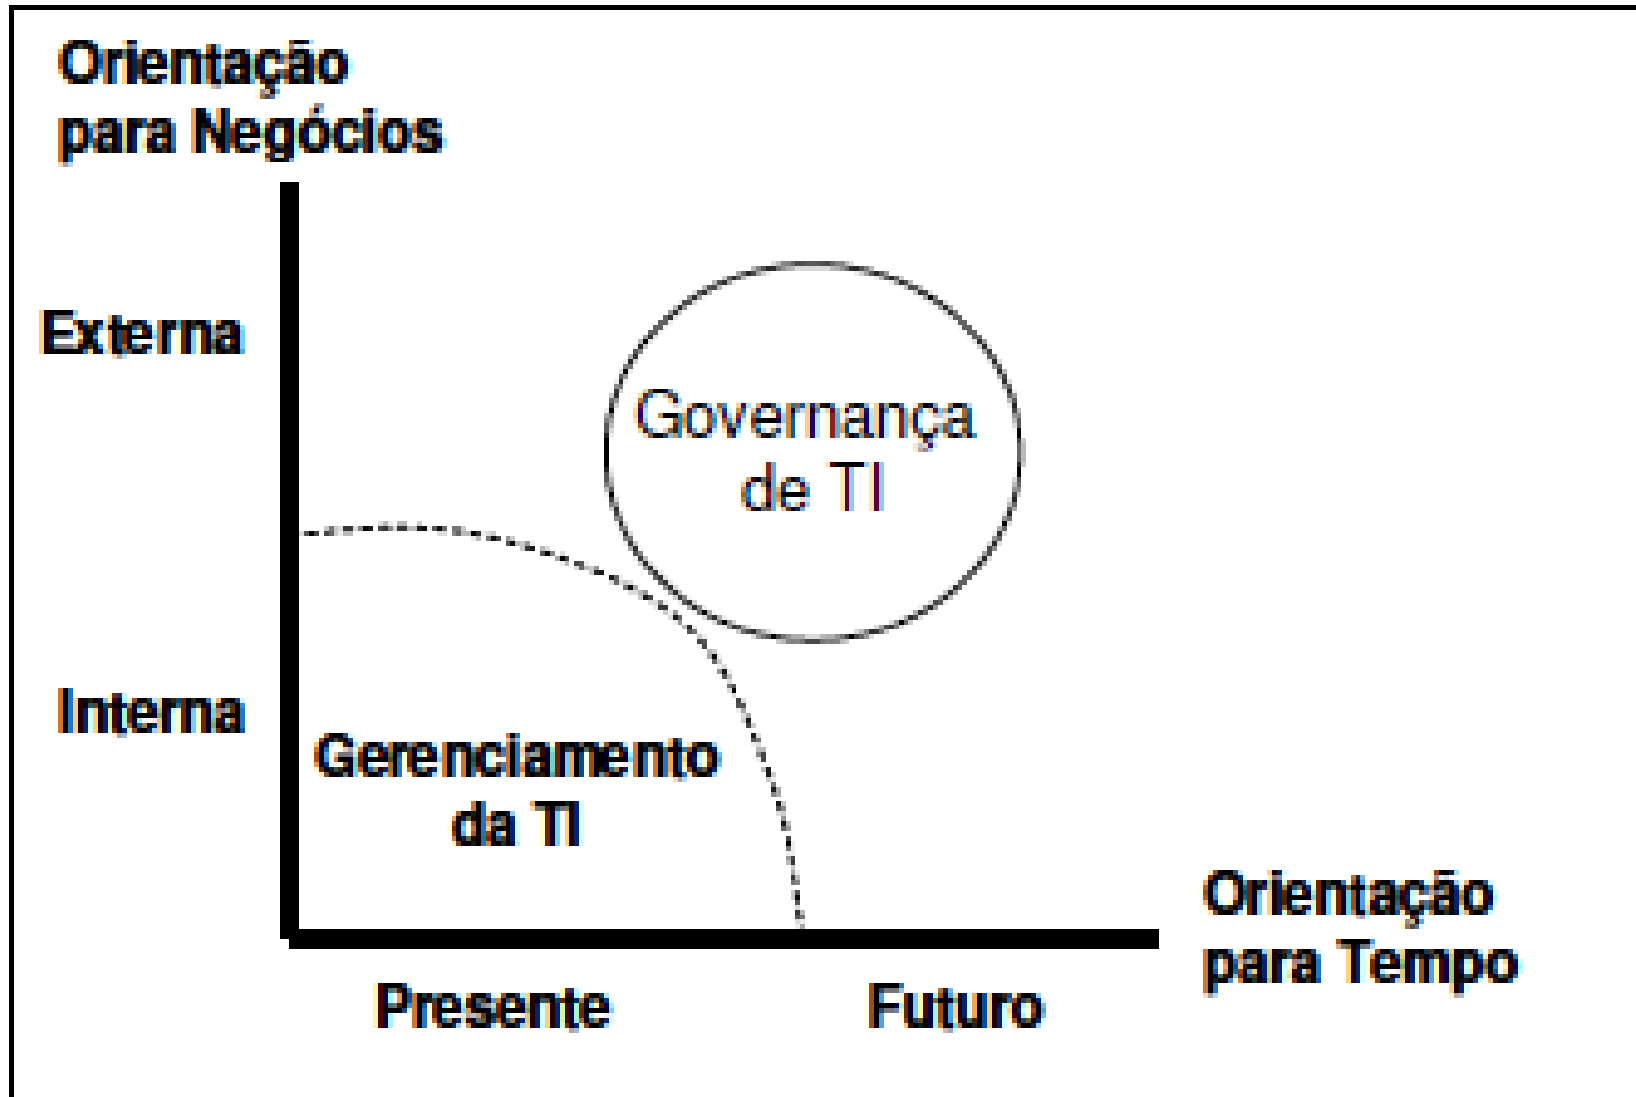 Orientação
para Negócios
Externa
Governança
de TI
Interna
Gerenciamento
da TI
Orientação
para Tempo
Presente
Futuro